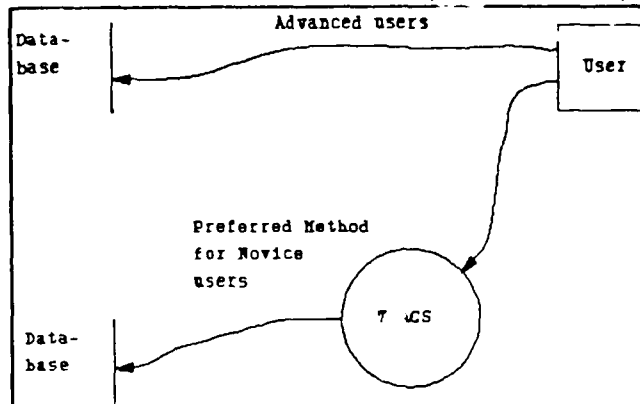 Advanced users
Data-
base
User
Preferred Method
for Novice
users
Data-
base